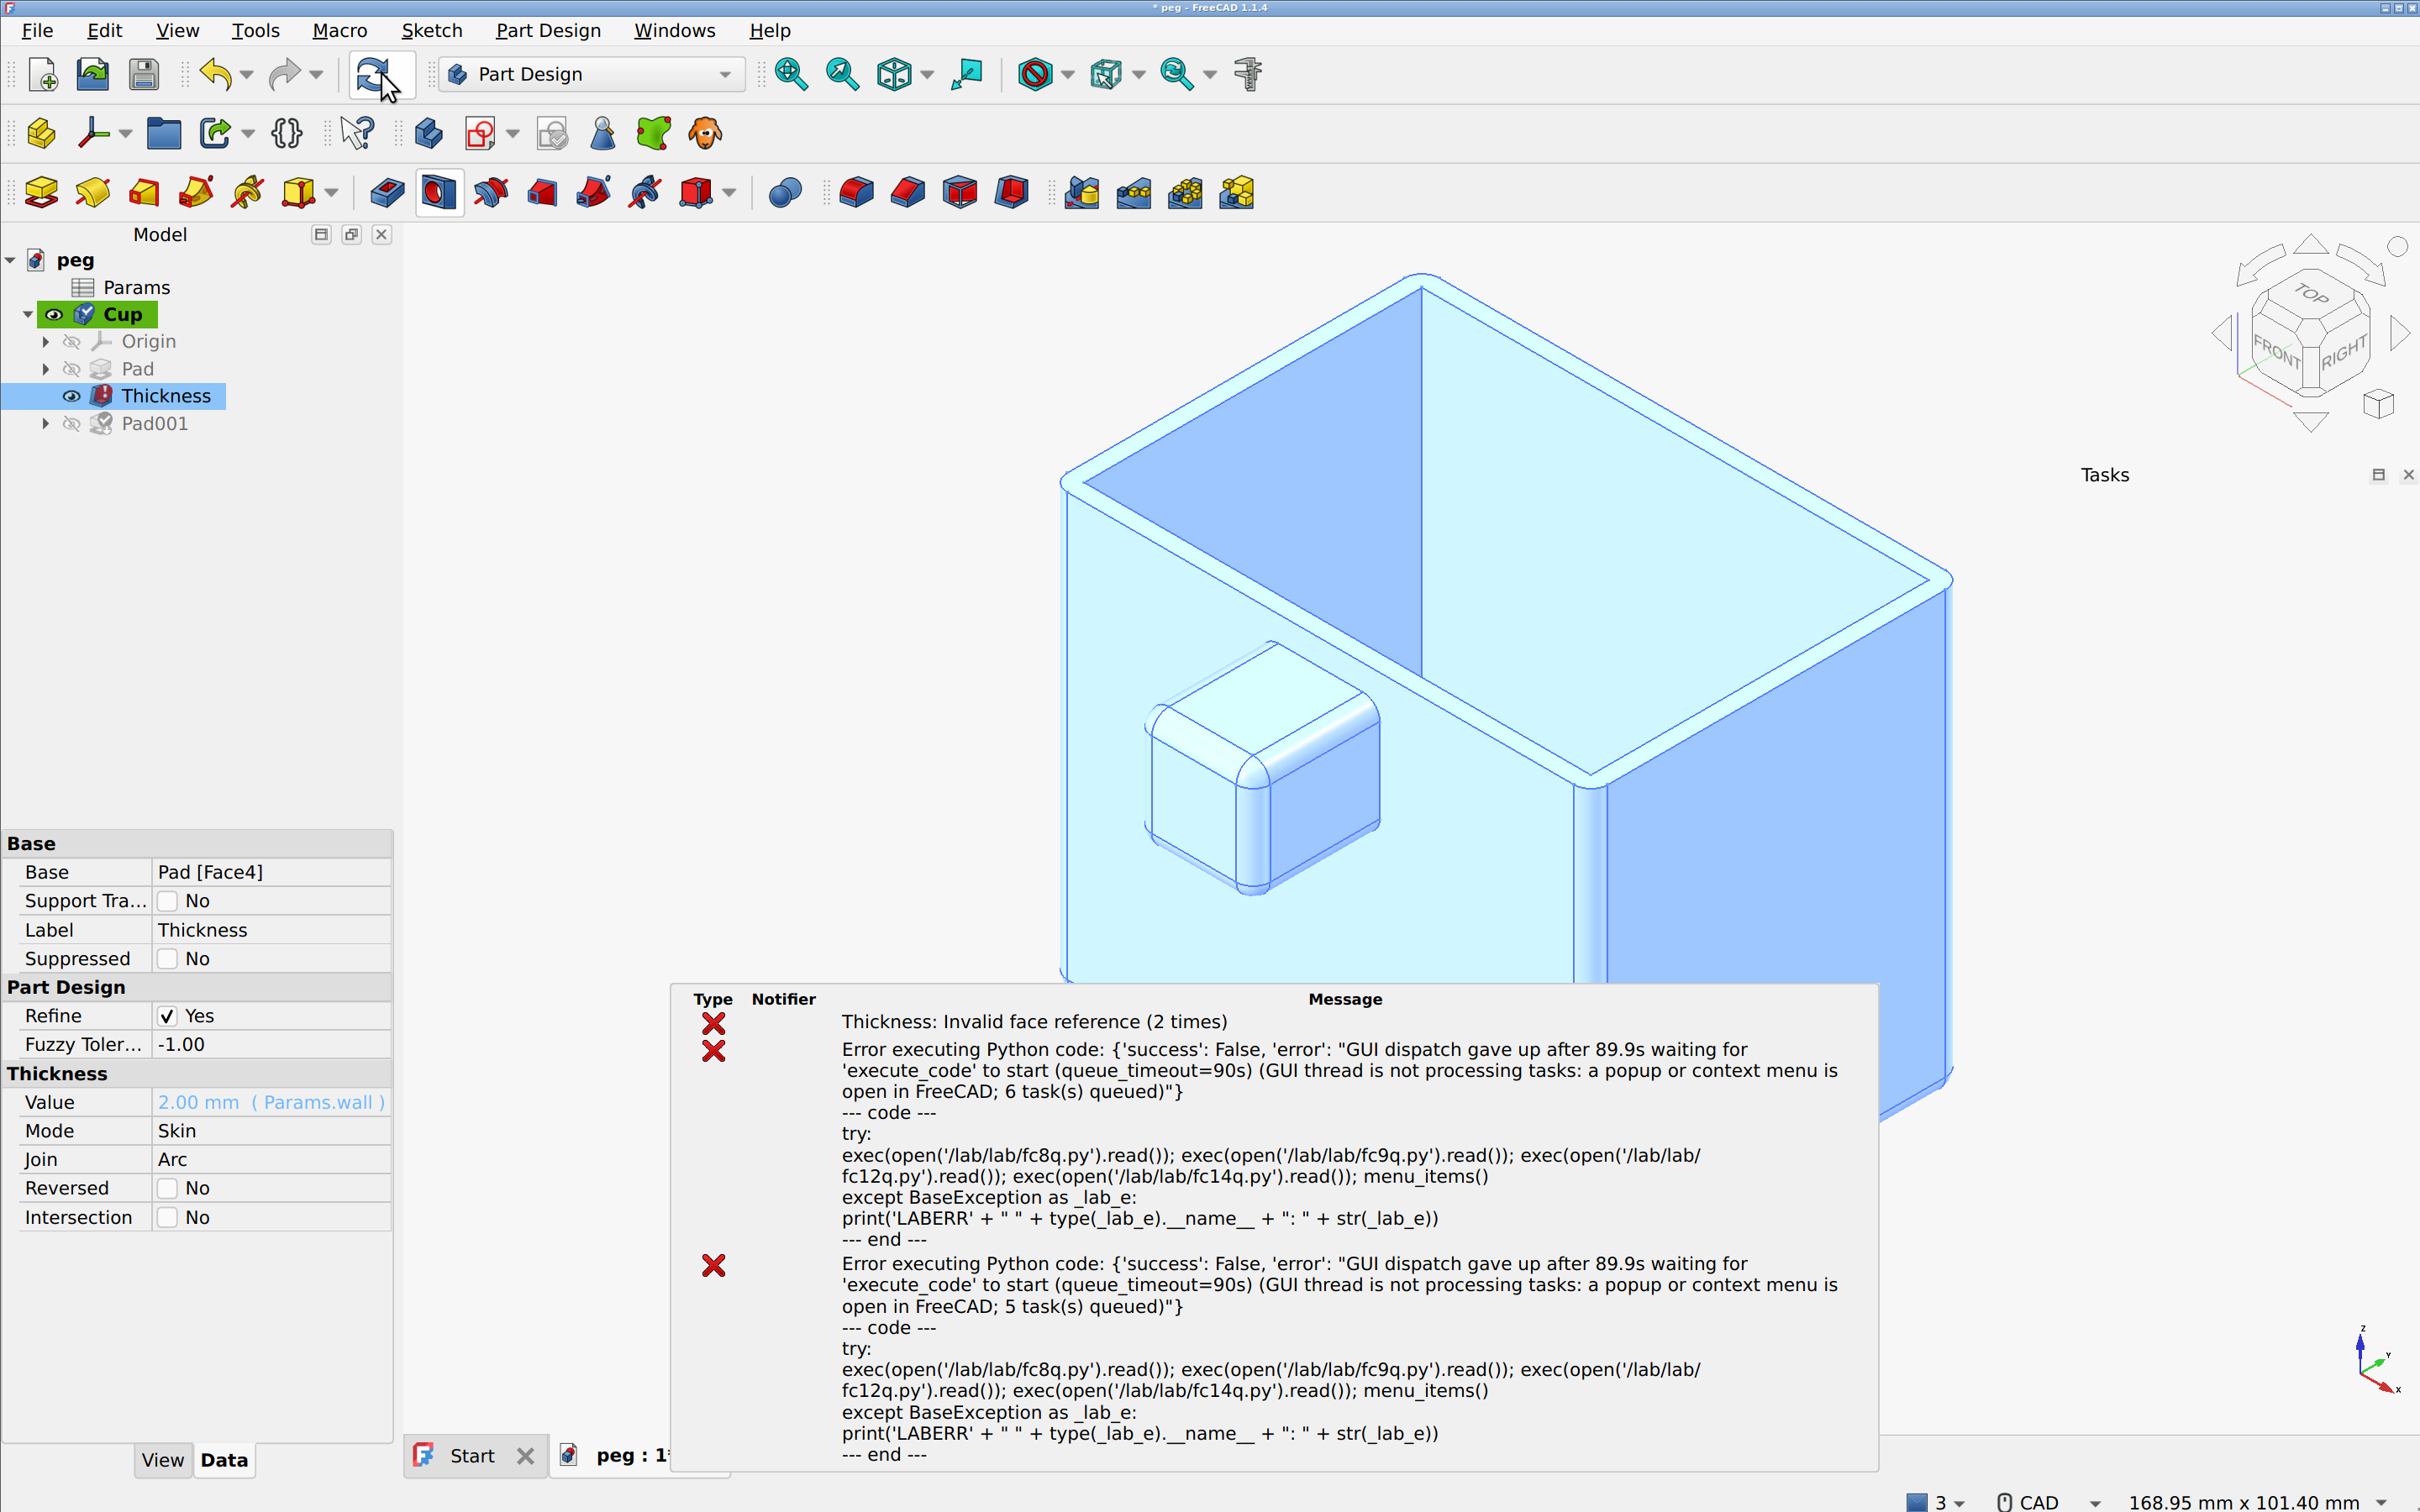 * peg - FreeCAD 1.1.4
File Edit View Tools Macro Sketch Part Design Windows Help
Part Design
Model
peg
Params
Cup
Origin
Pad
Thickness
Pad001
TOP
FRONT
RIGHT
Tasks
Base
Base Pad [Face4]
Support Tra... No
Label Thickness
Suppressed No
Part Design
Refine Yes
Fuzzy Toler... -1.00
Thickness
Value 2.00 mm ( Params.wall )
Mode Skin
Join Arc
Reversed No
Intersection No
View Data
Type Notifier Message
Thickness: Invalid face reference (2 times)
Error executing Python code: {'success': False, 'error': "GUI dispatch gave up after 89.9s waiting for
'execute_code' to start (queue_timeout=90s) (GUI thread is not processing tasks: a popup or context menu is
open in FreeCAD; 6 task(s) queued)"}
--- code ---
try:
exec(open('/lab/lab/fc8q.py').read()); exec(open('/lab/lab/fc9q.py').read()); exec(open('/lab/lab/
fc12q.py').read()); exec(open('/lab/lab/fc14q.py').read()); menu_items()
except BaseException as _lab_e:
print('LABERR' + " " + type(_lab_e).__name__ + ": " + str(_lab_e))
--- end ---
Error executing Python code: {'success': False, 'error': "GUI dispatch gave up after 89.9s waiting for
'execute_code' to start (queue_timeout=90s) (GUI thread is not processing tasks: a popup or context menu is
open in FreeCAD; 5 task(s) queued)"}
--- code ---
try:
exec(open('/lab/lab/fc8q.py').read()); exec(open('/lab/lab/fc9q.py').read()); exec(open('/lab/lab/
fc12q.py').read()); exec(open('/lab/lab/fc14q.py').read()); menu_items()
except BaseException as _lab_e:
print('LABERR' + " " + type(_lab_e).__name__ + ": " + str(_lab_e))
--- end ---
Z
Y
X
Start
peg : 1
3 CAD 168.95 mm x 101.40 mm